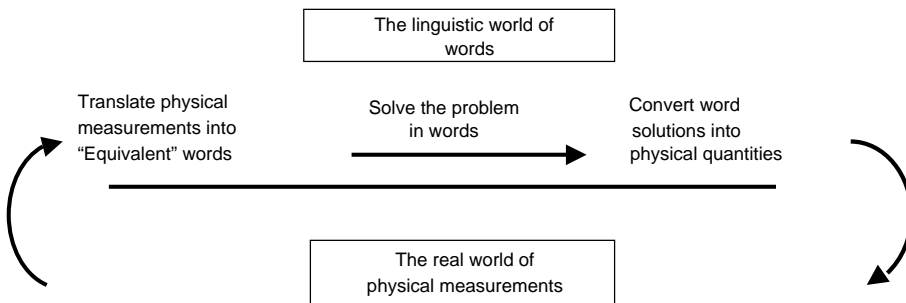 The linguistic world of
words
Translate physical
measurements into
“Equivalent” words
Solve the problem
in words
Convert word
solutions into
physical quantities
The real world of
physical measurements